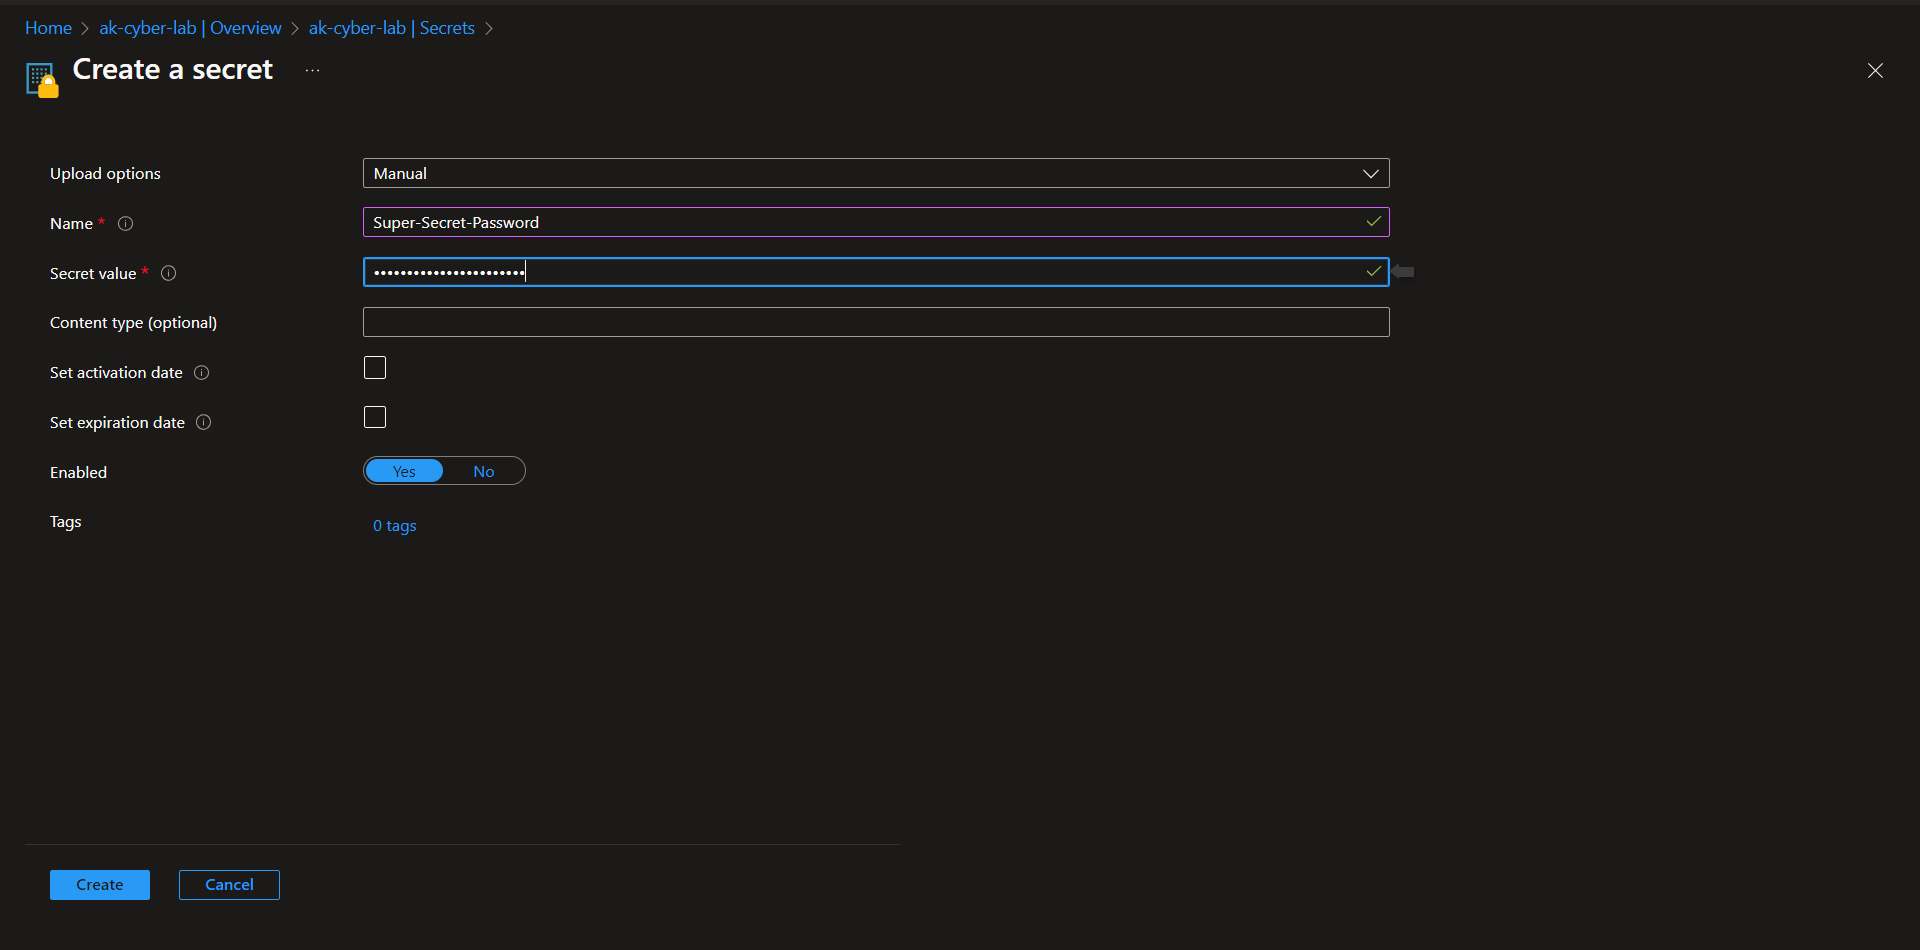 Home > ak-cyber-lab | Overview > ak-cyber-lab | Secrets >
Create a secret ...
Upload options Manual
Name * Super-Secret-Password
Secret value * •••••••••••••••••••••••
Content type (optional)
Set activation date
Set expiration date
Enabled Yes No
Tags 0 tags
Create Cancel